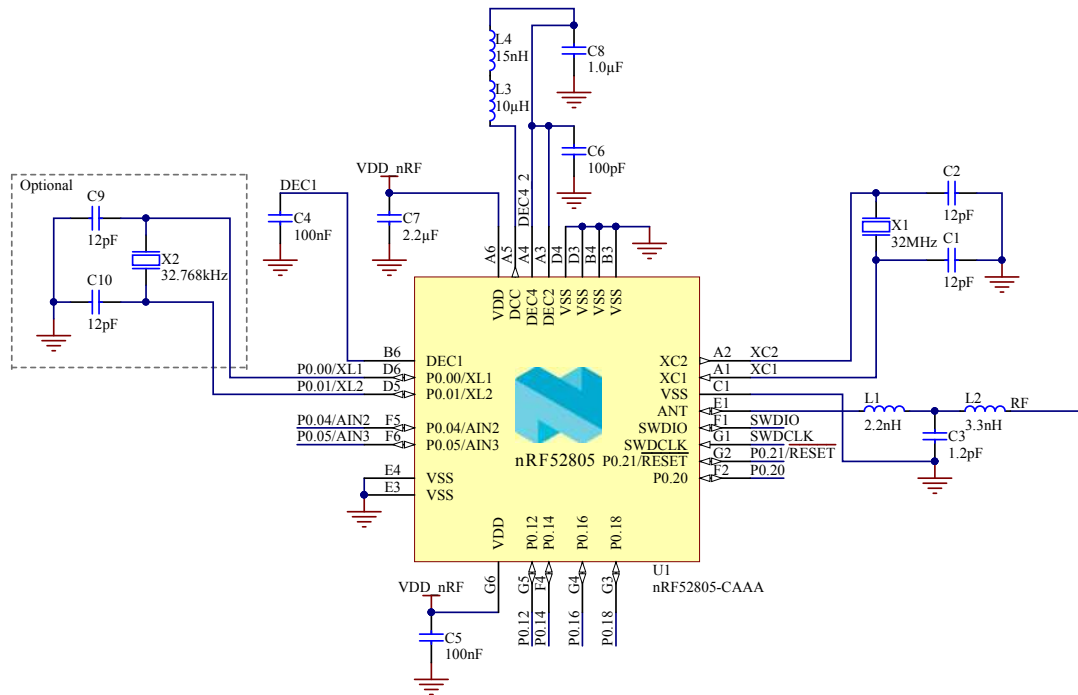 L4
15nH
L3
10µH
C8
1.0µF
C6
100pF
VDD_nRF
C7
2.2µF
DEC4_2
Optional
C9
12pF
X2
32.768kHz
C10
12pF
DEC1
C4
100nF
C2
12pF
X1
32MHz
C1
12pF
A6
A5
A4
A3
D4
D3
B4
B3
VDD
DCC
DEC4
DEC2
VSS
VSS
VSS
VSS
B6
DEC1
P0.00/XL1
D6
P0.00/XL1
P0.01/XL2
D5
P0.01/XL2
P0.04/AIN2
F5
P0.04/AIN2
P0.05/AIN3
F6
P0.05/AIN3
E4
VSS
E3
VSS
nRF52805
XC2
A2
XC2
XC1
A1
XC1
VSS
C1
ANT
E1
SWDIO
F1
SWDIO
SWDCLK
G1
SWDCLK
P0.21/RESET
G2
P0.21/RESET
P0.20
F2
P0.20
L1
2.2nH
L2
3.3nH
RF
C3
1.2pF
VDD
P0.12
P0.14
P0.16
P0.18
U1
nRF52805-CAAA
G6
G5
F4
G4
G3
P0.12
P0.14
P0.16
P0.18
VDD_nRF
C5
100nF